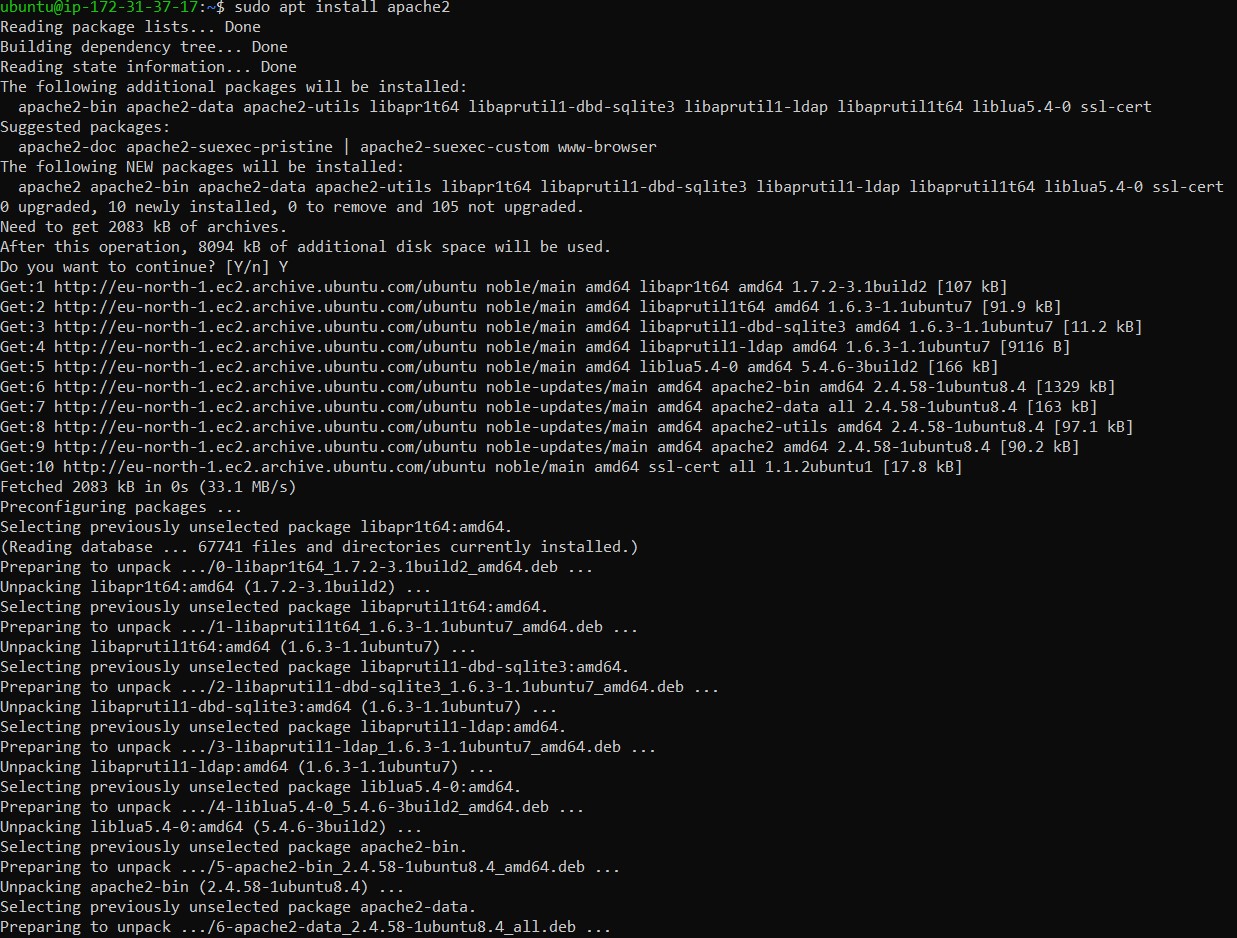 ubuntu@ip-172-31-37-17:~$ sudo apt install apache2
Reading package lists... Done
Building dependency tree... Done
Reading state information... Done
The following additional packages will be installed:
  apache2-bin apache2-data apache2-utils libapr1t64 libaprutil1-dbd-sqlite3 libaprutil1-ldap libaprutil1t64 liblua5.4-0 ssl-cert
Suggested packages:
  apache2-doc apache2-suexec-pristine | apache2-suexec-custom www-browser
The following NEW packages will be installed:
  apache2 apache2-bin apache2-data apache2-utils libapr1t64 libaprutil1-dbd-sqlite3 libaprutil1-ldap libaprutil1t64 liblua5.4-0 ssl-cert
0 upgraded, 10 newly installed, 0 to remove and 105 not upgraded.
Need to get 2083 kB of archives.
After this operation, 8094 kB of additional disk space will be used.
Do you want to continue? [Y/n] Y
Get:1 http://eu-north-1.ec2.archive.ubuntu.com/ubuntu noble/main amd64 libapr1t64 amd64 1.7.2-3.1build2 [107 kB]
Get:2 http://eu-north-1.ec2.archive.ubuntu.com/ubuntu noble/main amd64 libaprutil1t64 amd64 1.6.3-1.1ubuntu7 [91.9 kB]
Get:3 http://eu-north-1.ec2.archive.ubuntu.com/ubuntu noble/main amd64 libaprutil1-dbd-sqlite3 amd64 1.6.3-1.1ubuntu7 [11.2 kB]
Get:4 http://eu-north-1.ec2.archive.ubuntu.com/ubuntu noble/main amd64 libaprutil1-ldap amd64 1.6.3-1.1ubuntu7 [9116 B]
Get:5 http://eu-north-1.ec2.archive.ubuntu.com/ubuntu noble/main amd64 liblua5.4-0 amd64 5.4.6-3build2 [166 kB]
Get:6 http://eu-north-1.ec2.archive.ubuntu.com/ubuntu noble-updates/main amd64 apache2-bin amd64 2.4.58-1ubuntu8.4 [1329 kB]
Get:7 http://eu-north-1.ec2.archive.ubuntu.com/ubuntu noble-updates/main amd64 apache2-data all 2.4.58-1ubuntu8.4 [163 kB]
Get:8 http://eu-north-1.ec2.archive.ubuntu.com/ubuntu noble-updates/main amd64 apache2-utils amd64 2.4.58-1ubuntu8.4 [97.1 kB]
Get:9 http://eu-north-1.ec2.archive.ubuntu.com/ubuntu noble-updates/main amd64 apache2 amd64 2.4.58-1ubuntu8.4 [90.2 kB]
Get:10 http://eu-north-1.ec2.archive.ubuntu.com/ubuntu noble/main amd64 ssl-cert all 1.1.2ubuntu1 [17.8 kB]
Fetched 2083 kB in 0s (33.1 MB/s)
Preconfiguring packages ...
Selecting previously unselected package libapr1t64:amd64.
(Reading database ... 67741 files and directories currently installed.)
Preparing to unpack .../0-libapr1t64_1.7.2-3.1build2_amd64.deb ...
Unpacking libapr1t64:amd64 (1.7.2-3.1build2) ...
Selecting previously unselected package libaprutil1t64:amd64.
Preparing to unpack .../1-libaprutil1t64_1.6.3-1.1ubuntu7_amd64.deb ...
Unpacking libaprutil1t64:amd64 (1.6.3-1.1ubuntu7) ...
Selecting previously unselected package libaprutil1-dbd-sqlite3:amd64.
Preparing to unpack .../2-libaprutil1-dbd-sqlite3_1.6.3-1.1ubuntu7_amd64.deb ...
Unpacking libaprutil1-dbd-sqlite3:amd64 (1.6.3-1.1ubuntu7) ...
Selecting previously unselected package libaprutil1-ldap:amd64.
Preparing to unpack .../3-libaprutil1-ldap_1.6.3-1.1ubuntu7_amd64.deb ...
Unpacking libaprutil1-ldap:amd64 (1.6.3-1.1ubuntu7) ...
Selecting previously unselected package liblua5.4-0:amd64.
Preparing to unpack .../4-liblua5.4-0_5.4.6-3build2_amd64.deb ...
Unpacking liblua5.4-0:amd64 (5.4.6-3build2) ...
Selecting previously unselected package apache2-bin.
Preparing to unpack .../5-apache2-bin_2.4.58-1ubuntu8.4_amd64.deb ...
Unpacking apache2-bin (2.4.58-1ubuntu8.4) ...
Selecting previously unselected package apache2-data.
Preparing to unpack .../6-apache2-data_2.4.58-1ubuntu8.4_all.deb ...